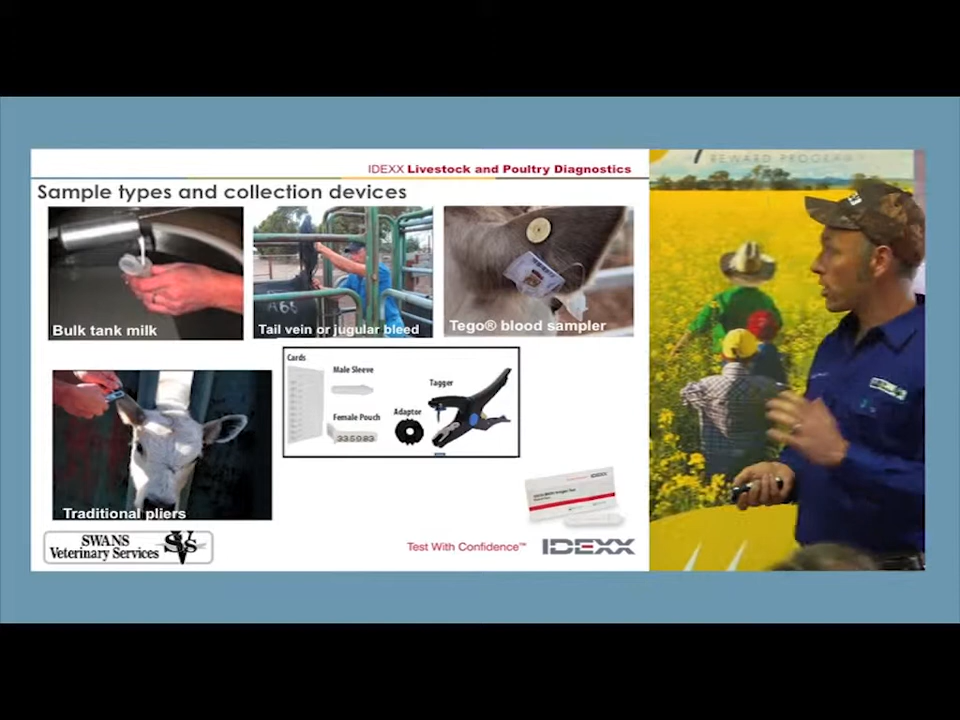 REWARD PROGRAM
IDEXX Livestock and Poultry Diagnostics
Sample types and collection devices
Bulk tank milk
Tail vein or jugular bleed
Tego® blood sampler
Cards
Male Sleeve
Tagger
Female Pouch
Adaptor
335083
Traditional pliers
SWANS
Veterinary Services
SVS
Test With Confidence™
IDEXX